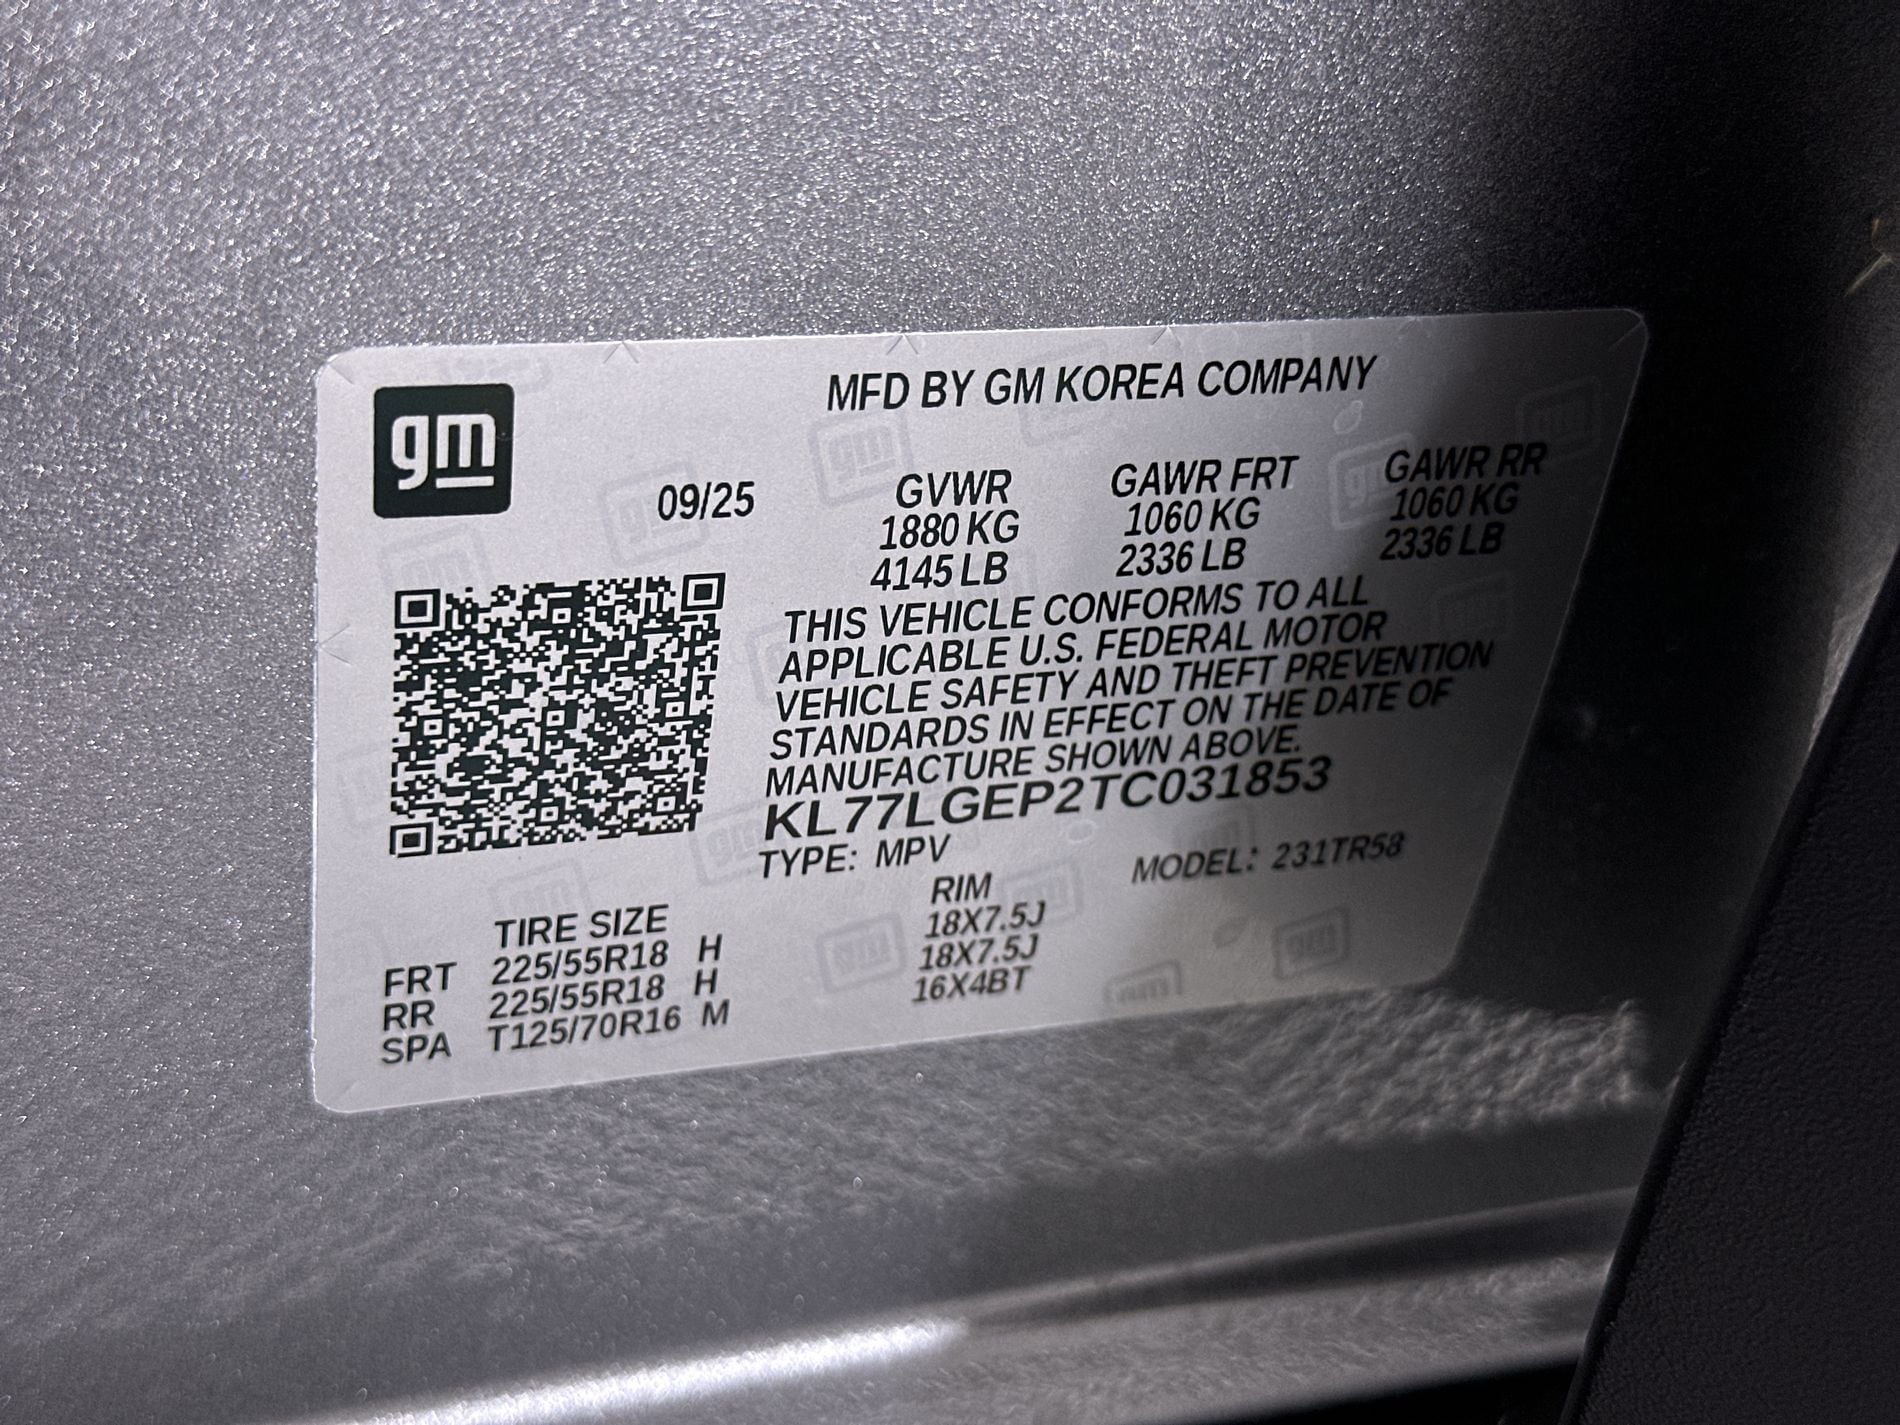 gm
MFD BY GM KOREA COMPANY
09/25 GVWR GAWR FRT GAWR RR
1880 KG 1060 KG 1060 KG
4145 LB 2336 LB 2336 LB
THIS VEHICLE CONFORMS TO ALL
APPLICABLE U.S. FEDERAL MOTOR
VEHICLE SAFETY AND THEFT PREVENTION
STANDARDS IN EFFECT ON THE DATE OF
MANUFACTURE SHOWN ABOVE.
KL77LGEP2TC031853
TYPE: MPV MODEL: 231TR58
TIRE SIZE RIM
FRT 225/55R18 H 18X7.5J
RR 225/55R18 H 18X7.5J
SPA T125/70R16 M 16X4BT